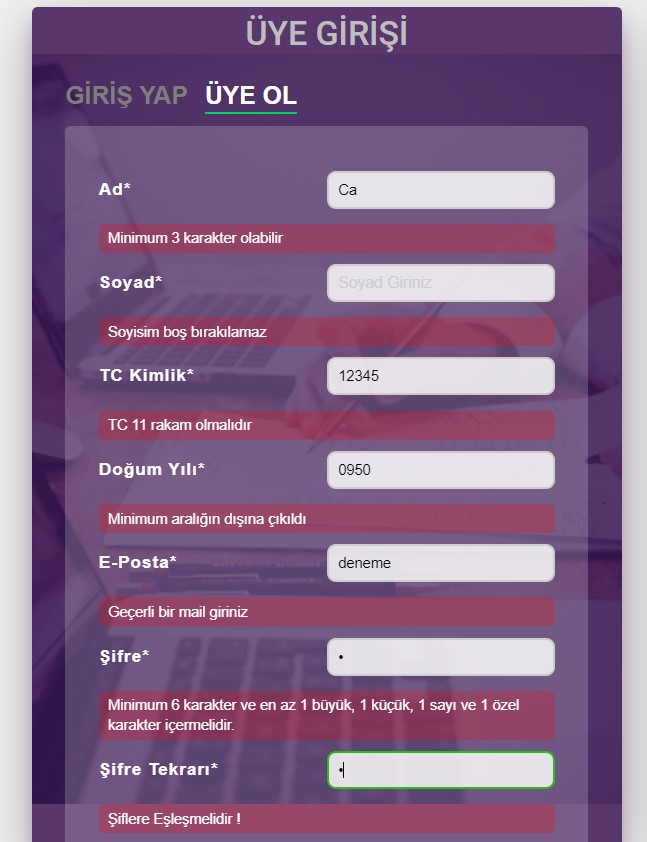 ÜYE GİRİŞİ
GİRİŞ YAP ÜYE OL
Ad* Ca
Minimum 3 karakter olabilir
Soyad* Soyad Giriniz
Soyisim boş bırakılamaz
TC Kimlik* 12345
TC 11 rakam olmalıdır
Doğum Yılı* 0950
Minimum aralığın dışına çıkıldı
E-Posta* deneme
Geçerli bir mail giriniz
Şifre* •
Minimum 6 karakter ve en az 1 büyük, 1 küçük, 1 sayı ve 1 özel
karakter içermelidir.
Şifre Tekrarı* •
Şiflere Eşleşmelidir !